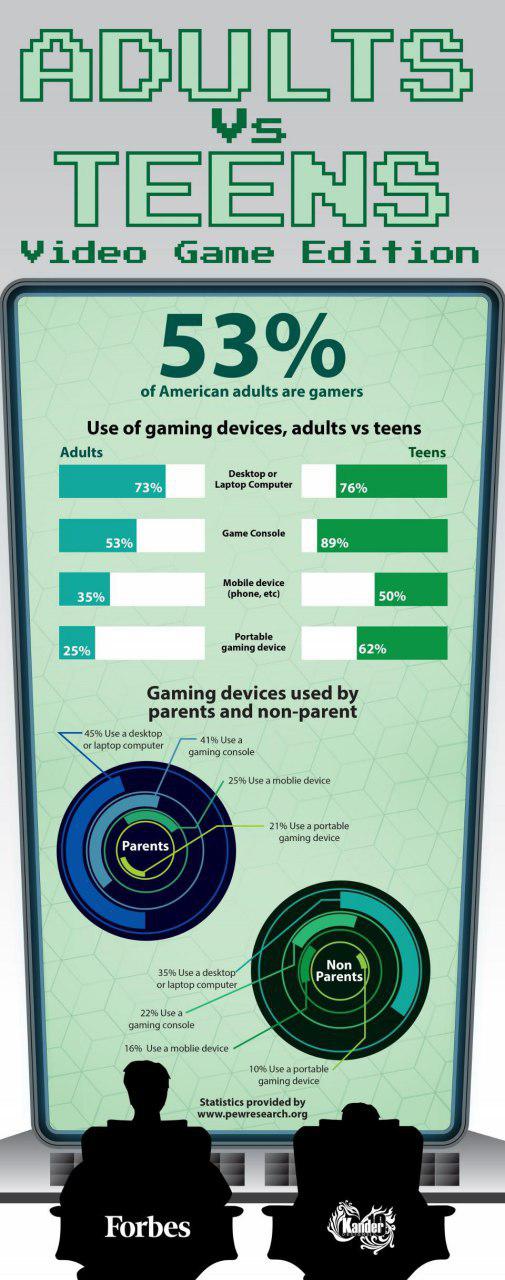 ADULTS
Vs
TEENS
Video Game Edition
53%
of American adults are gamers
Use of gaming devices, adults vs teens
Adults
Teens
73%
Desktop or
Laptop Computer
76%
53%
Game Console
89%
35%
Mobile device
(phone, etc)
50%
25%
Portable
gaming device
62%
Gaming devices used by
parents and non-parent
45% Use a desktop
or laptop computer
41% Use a
gaming console
25% Use a moblie device
21% Use a portable
gaming device
Parents
Non
Parents
35% Use a desktop
or laptop computer
22% Use a
gaming console
16% Use a moblie device
10% Use a portable
gaming device
Statistics provided by
www.pewresearch.org
Forbes
Kander